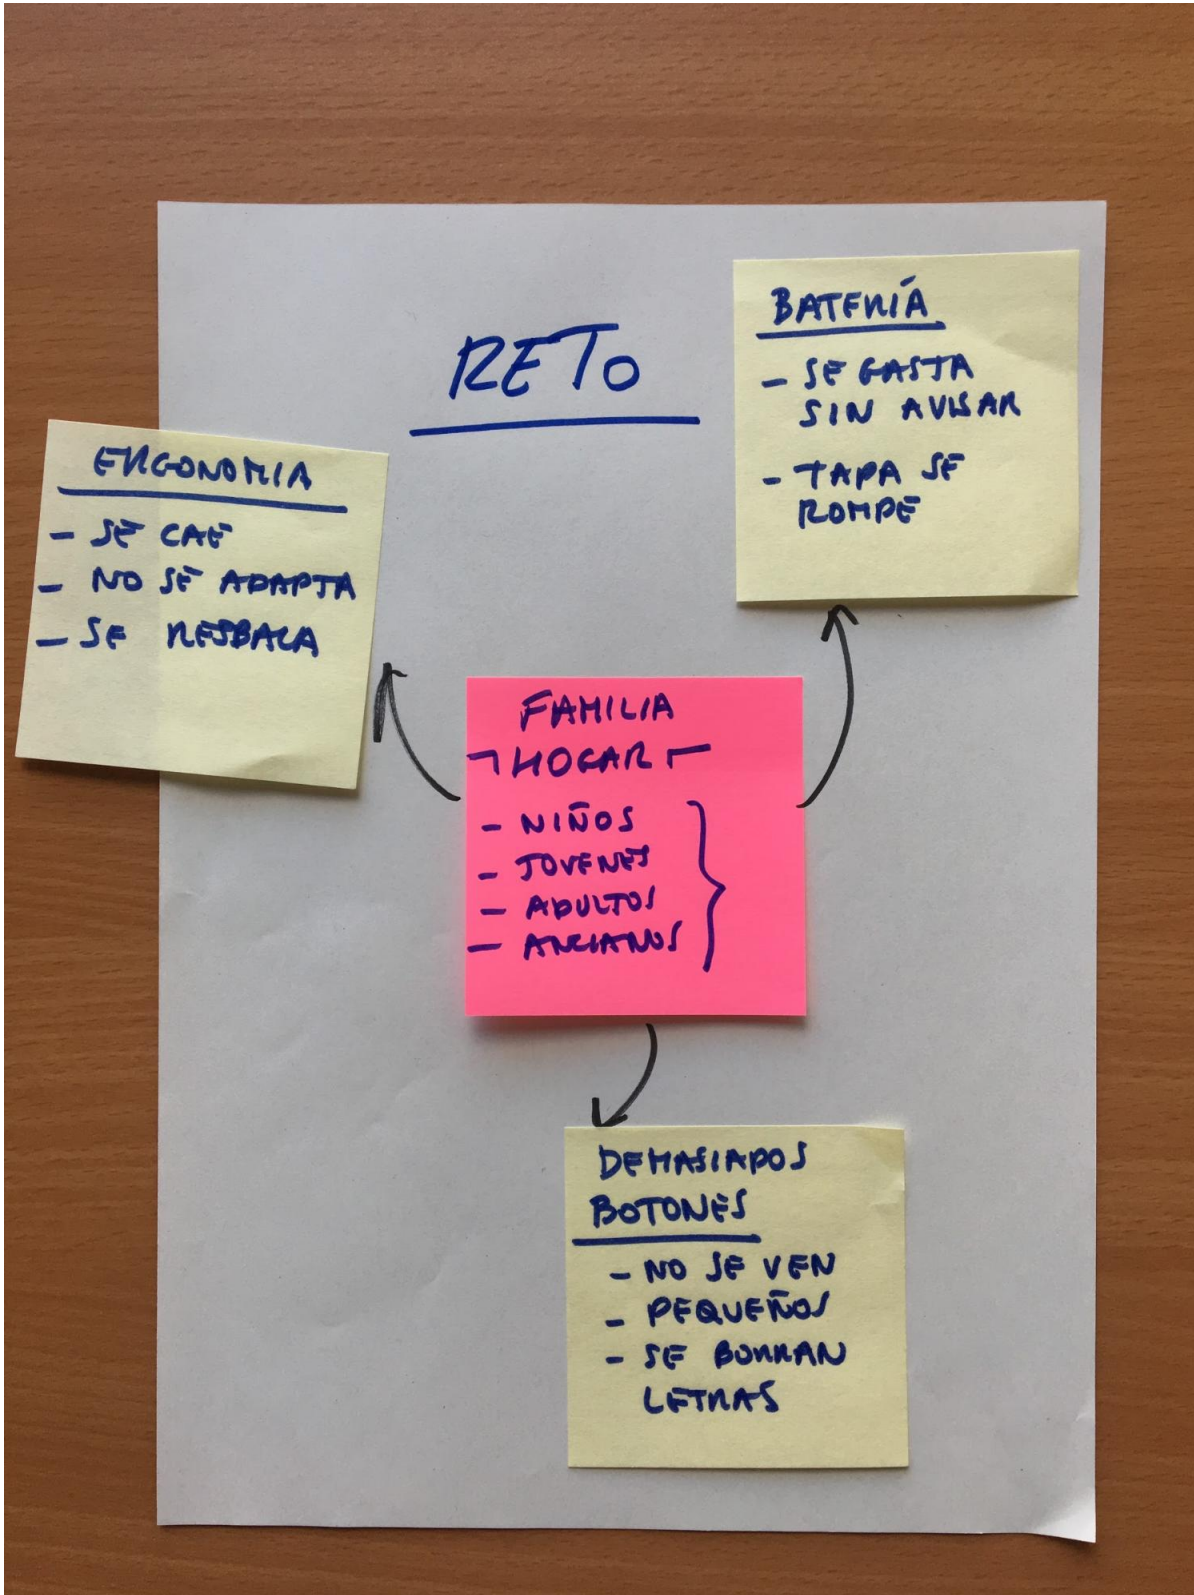 RETO
BATERÍA
- SE GASTA
SIN AVISAR
- TAPA SE
ROMPE
ERGONOMIA
- SE CAE
- NO SE ADAPTA
- SE RESBALA
FAMILIA
HOGAR
- NIÑOS
- JOVENES
- ADULTOS
- ANCIANOS
DEMASIADOS
BOTONES
- NO SE VEN
- PEQUEÑOS
- SE BORRAN
LETRAS